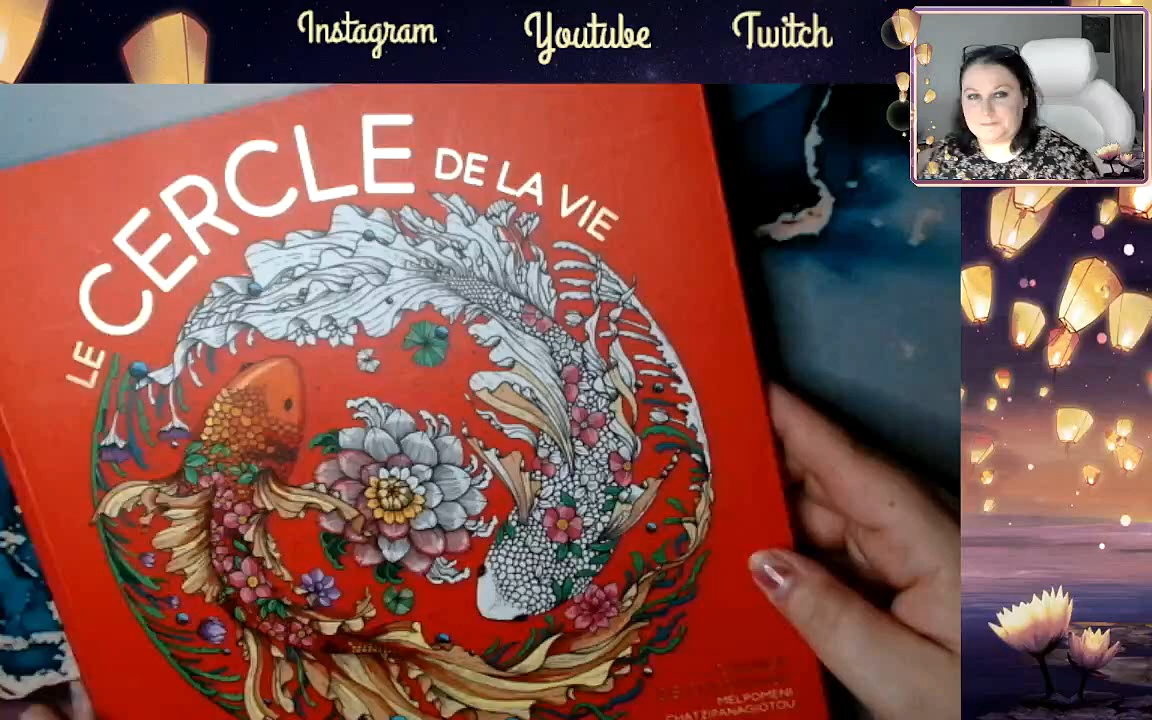 Instagram Youtube Twitch
LE CERCLE DE LA VIE
MELPOMENI
CHATZIPANAGIOTOU